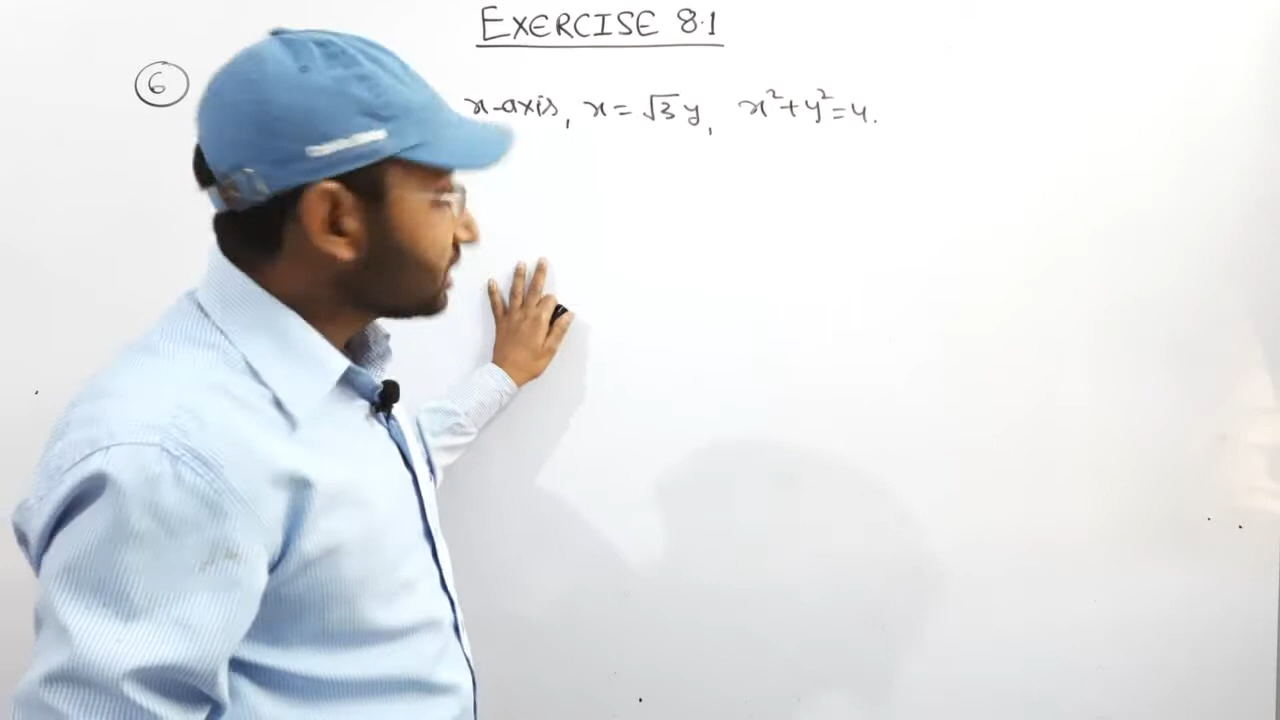 EXERCISE 8.1
6 x-axis, x = √3 y, x²+y²=4.